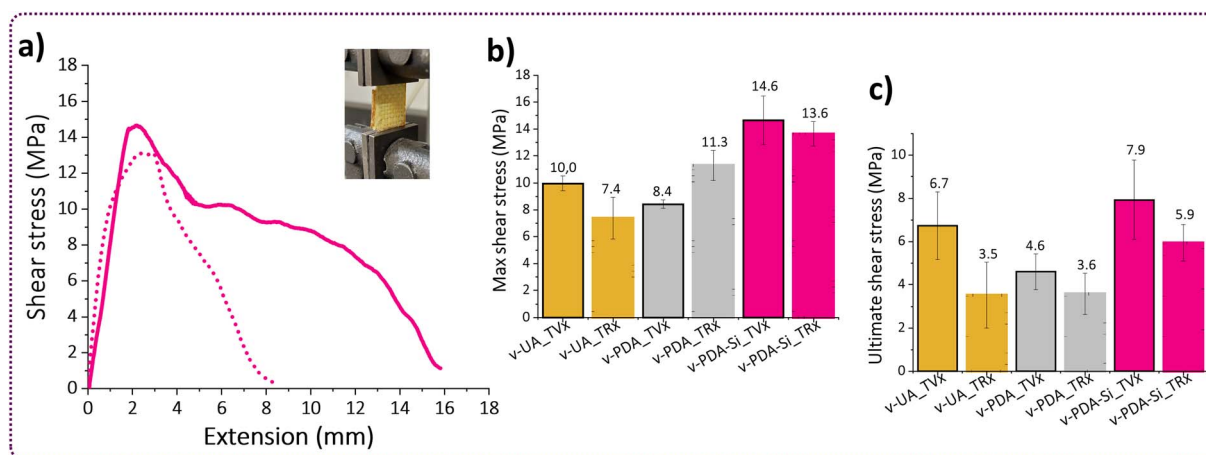 a)
Shear stress (MPa)
18
16
14
12
10
8
6
4
2
0
0 2 4 6 8 10 12 14 16 18
Extension (mm)
b)
Max shear stress (MPa)
18
16
14
12
10
8
6
4
2
0
10,0
7.4
8.4
11.3
14.6
13.6
v-UA_TVx
v-UA_TRx
v-PDA_TVx
v-PDA_TRx
v-PDA-Si_TVx
v-PDA-Si_TRx
c)
Ultimate shear stress (MPa)
10
8
6
4
2
0
6.7
3.5
4.6
3.6
7.9
5.9
v-UA_TVx
v-UA_TRx
v-PDA_TVx
v-PDA_TRx
v-PDA-Si_TVx
v-PDA-Si_TRx